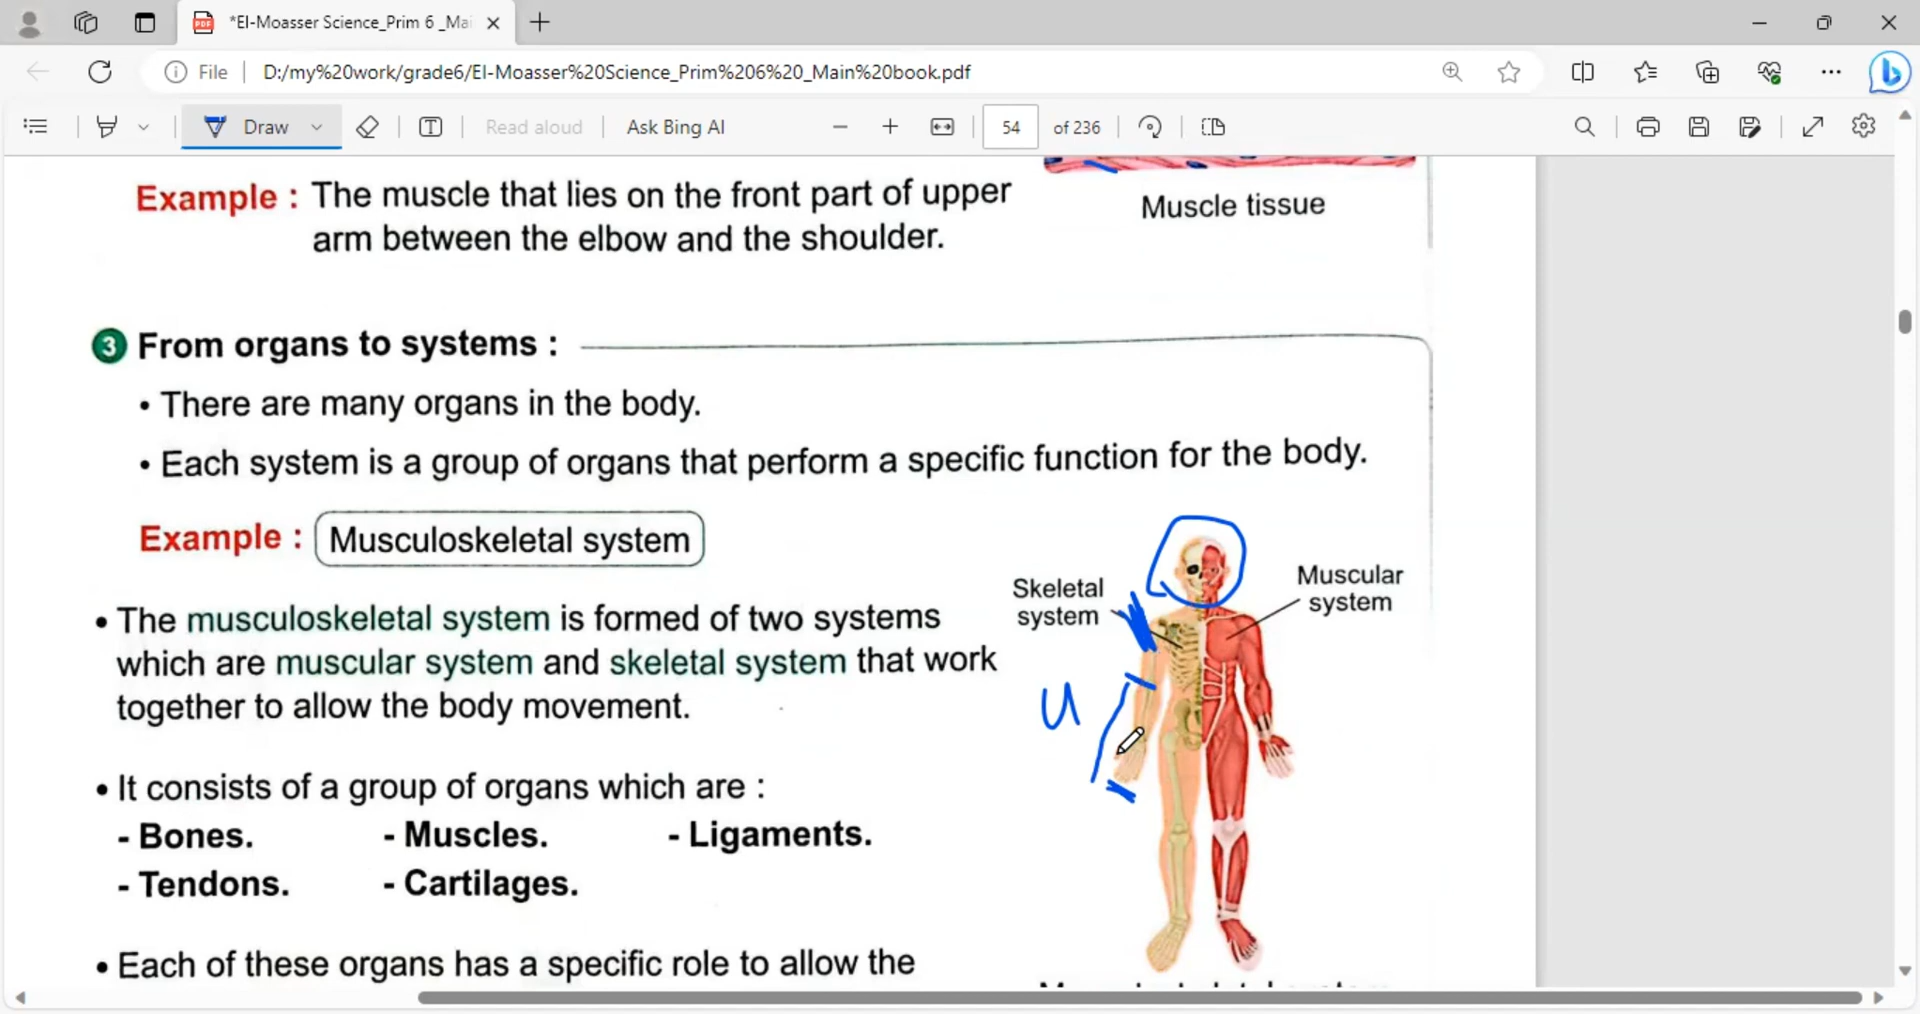 *El-Moasser Science_Prim 6 _Mai
File
D:/my%20work/grade6/El-Moasser%20Science_Prim%206%20_Main%20book.pdf
Draw
Read aloud
Ask Bing AI
54
of 236
Example : The muscle that lies on the front part of upper
arm between the elbow and the shoulder.
Muscle tissue
3 From organs to systems :
• There are many organs in the body.
• Each system is a group of organs that perform a specific function for the body.
Example : Musculoskeletal system
Skeletal
system
Muscular
system
• The musculoskeletal system is formed of two systems
which are muscular system and skeletal system that work
together to allow the body movement.
U
• It consists of a group of organs which are :
- Bones. - Muscles. - Ligaments.
- Tendons. - Cartilages.
• Each of these organs has a specific role to allow the